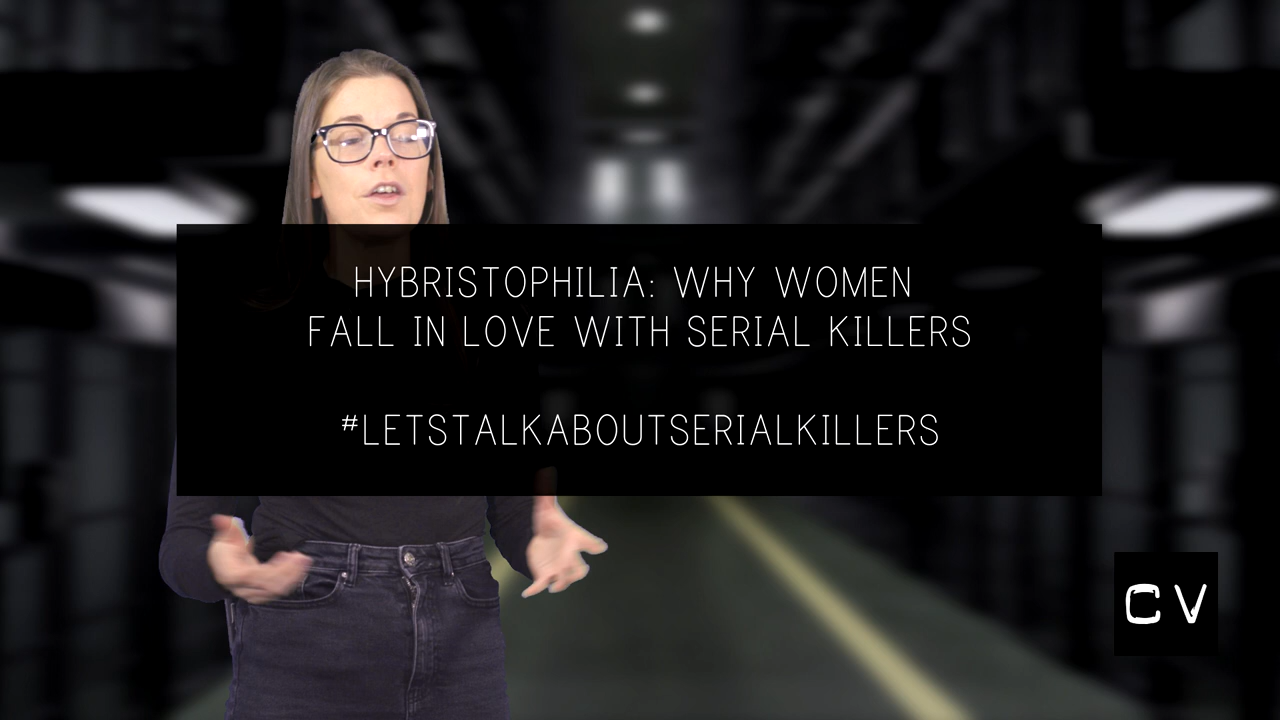 HYBRISTOPHILIA: WHY WOMEN
FALL IN LOVE WITH SERIAL KILLERS
#LETSTALKABOUTSERIALKILLERS
CV